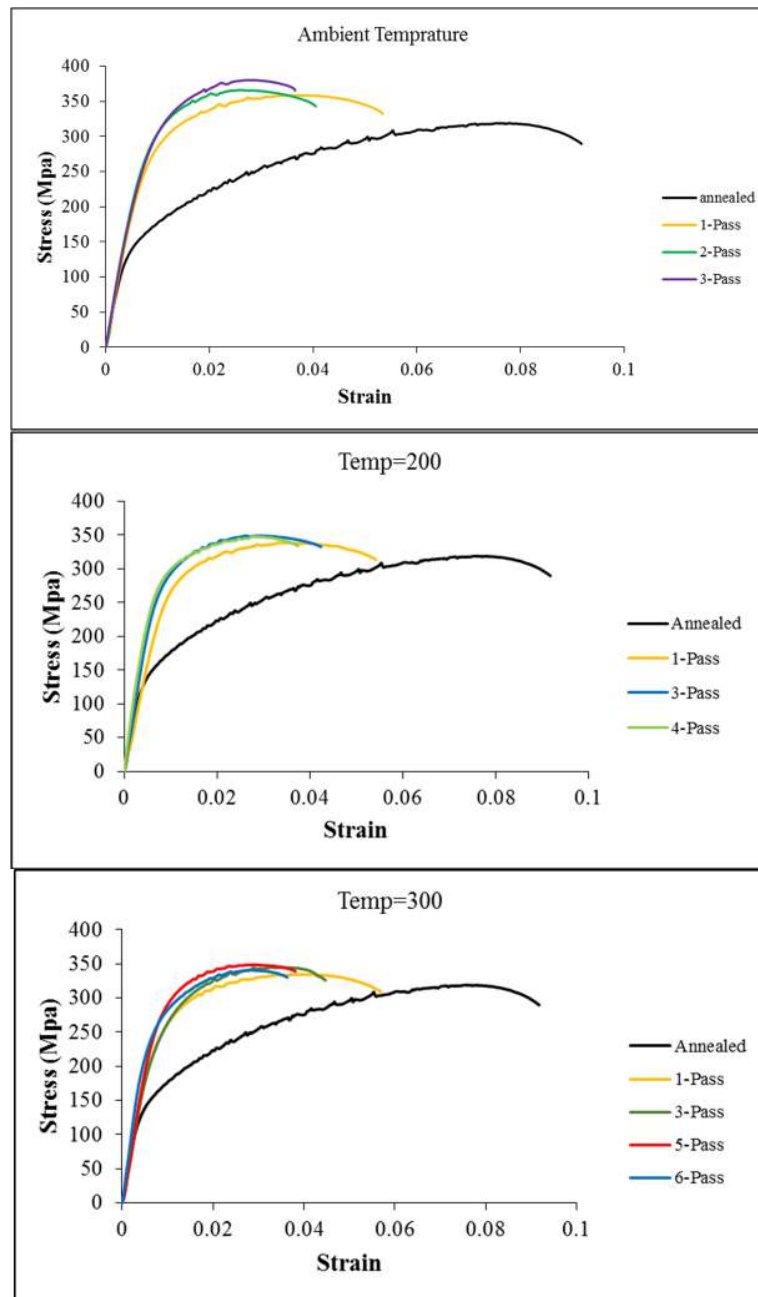 Ambient Temprature
400
350
300
250
200
150
100
50
0
Stress (Mpa)
0 0.02 0.04 0.06 0.08 0.1
Strain
annealed
1-Pass
2-Pass
3-Pass
Temp=200
400
350
300
250
200
150
100
50
0
Stress (Mpa)
0 0.02 0.04 0.06 0.08 0.1
Strain
Annealed
1-Pass
3-Pass
4-Pass
Temp=300
400
350
300
250
200
150
100
50
0
Stress (Mpa)
0 0.02 0.04 0.06 0.08 0.1
Strain
Annealed
1-Pass
3-Pass
5-Pass
6-Pass